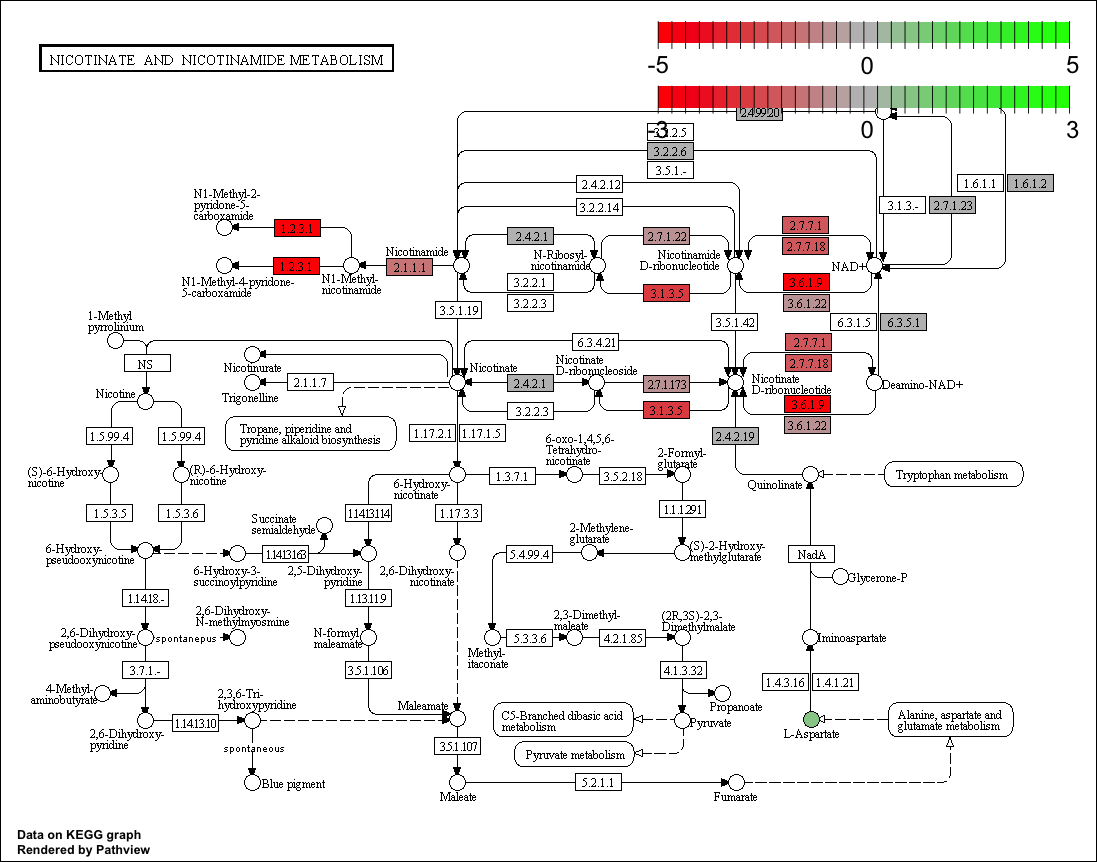 NICOTINATE AND NICOTINAMIDE METABOLISM
-5 0 5
-3 0 3
2.4.99.20
3.2.2.5
3.2.2.6
3.5.1.-
2.4.2.12
3.2.2.14
1.6.1.1
1.6.1.2
3.1.3.-
2.7.1.23
N1-Methyl-2-
pyridone-5-
carboxamide
1.2.3.1
1.2.3.1
N1-Methyl-4-pyridone-
5-carboxamide
N1-Methyl-
nicotinamide
2.1.1.1
Nicotinamide
2.4.2.1
N-Ribosyl-
nicotinamide
3.2.2.1
3.2.2.3
2.7.1.22
3.1.3.5
Nicotinamide
D-ribonucleotide
2.7.7.1
2.7.7.18
NAD+
3.6.1.9
3.6.1.22
3.5.1.19
3.5.1.42
6.3.1.5
6.3.5.1
1-Methyl
pyrrolinium
NS
Nicotine
Nicotinurate
2.1.1.7
Trigonelline
Nicotinate
6.3.4.21
2.4.2.1
3.2.2.3
Nicotinate
D-ribonucleoside
2.7.1.173
3.1.3.5
Nicotinate
D-ribonucleotide
2.7.7.1
2.7.7.18
Deamino-NAD+
3.6.1.9
3.6.1.22
Tropane, piperidine and
pyridine alkaloid biosynthesis
1.17.2.1
1.17.1.5
2.4.2.19
1.5.99.4
1.5.99.4
(S)-6-Hydroxy-
nicotine
(R)-6-Hydroxy-
nicotine
1.5.3.5
1.5.3.6
6-Hydroxy-
pseudooxynicotine
6-Hydroxy-
nicotinate
1.3.7.1
6-oxo-1,4,5,6-
Tetrahydro-
nicotinate
3.5.2.18
2-Formyl-
glutarate
Quinolinate
Tryptophan metabolism
1.14.13.114
1.17.3.3
1.1.1.291
Succinate
semialdehyde
1.14.13.163
6-Hydroxy-3-
succinoylpyridine
2,5-Dihydroxy-
pyridine
2,6-Dihydroxy-
nicotinate
5.4.99.4
2-Methylene-
glutarate
(S)-2-Hydroxy-
methylglutarate
NadA
Glycerone-P
1.14.18.-
1.13.11.9
2,6-Dihydroxy-
pseudooxynicotine
spontanepus
2,6-Dihydroxy-
N-methylmyosmine
N-formyl
maleamate
Methyl-
itaconate
5.3.3.6
2,3-Dimethyl-
maleate
4.2.1.85
(2R,3S)-2,3-
Dimethylmalate
Iminoaspartate
3.7.1.-
3.5.1.106
4.1.3.32
1.4.3.16
1.4.1.21
4-Methyl-
aminobutyrate
2,6-Dihydroxy-
pyridine
1.14.13.10
2,3,6-Tri-
hydroxypyridine
spontaneous
Blue pigment
Maleamate
3.5.1.107
Maleate
5.2.1.1
Fumarate
Propanoate
Pyruvate
C5-Branched dibasic acid
metabolism
Pyruvate metabolism
L-Aspartate
Alanine, aspartate and
glutamate metabolism
Data on KEGG graph
Rendered by Pathview